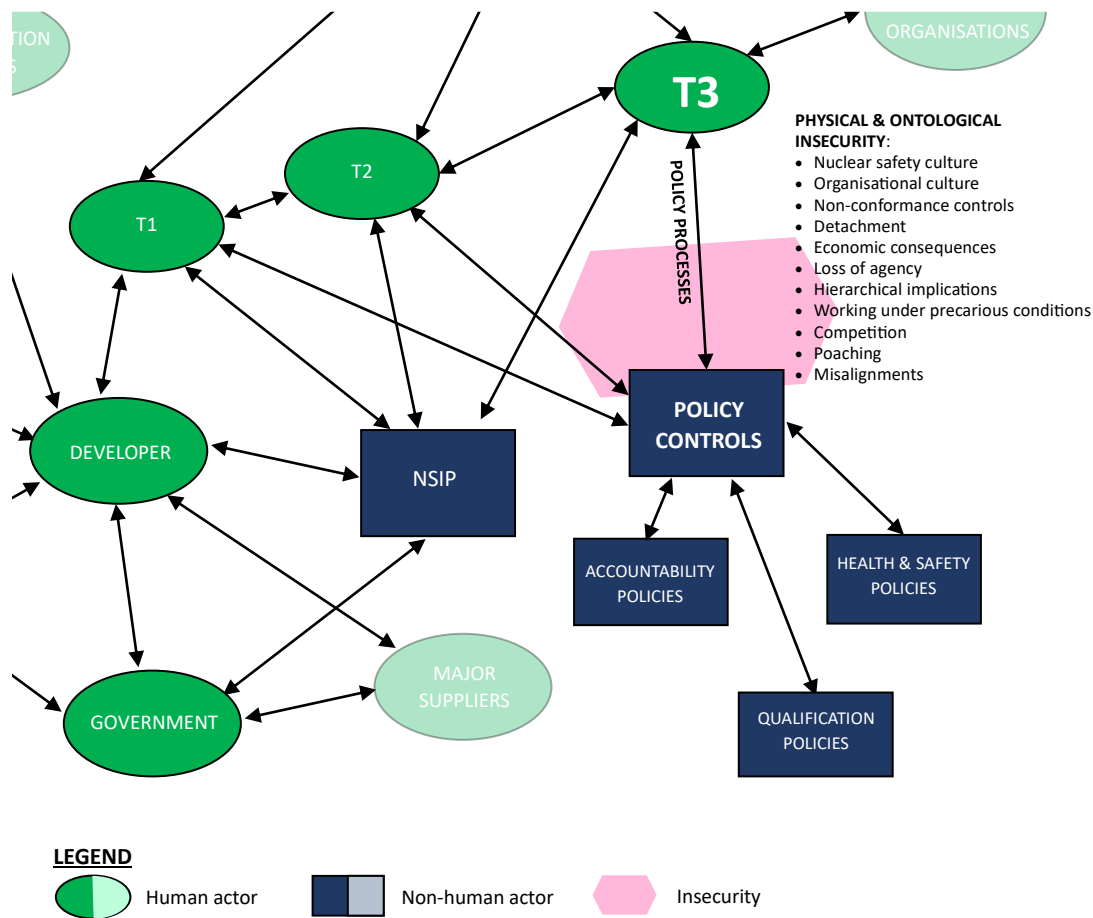 TION
S
ORGANISATIONS
T3
PHYSICAL & ONTOLOGICAL
INSECURITY:
• Nuclear safety culture
• Organisational culture
• Non-conformance controls
• Detachment
• Economic consequences
• Loss of agency
• Hierarchical implications
• Working under precarious conditions
• Competition
• Poaching
• Misalignments
T2
T1
POLICY PROCESSES
POLICY
CONTROLS
DEVELOPER
NSIP
ACCOUNTABILITY
POLICIES
HEALTH & SAFETY
POLICIES
MAJOR
SUPPLIERS
GOVERNMENT
QUALIFICATION
POLICIES
LEGEND
Human actor
Non-human actor
Insecurity